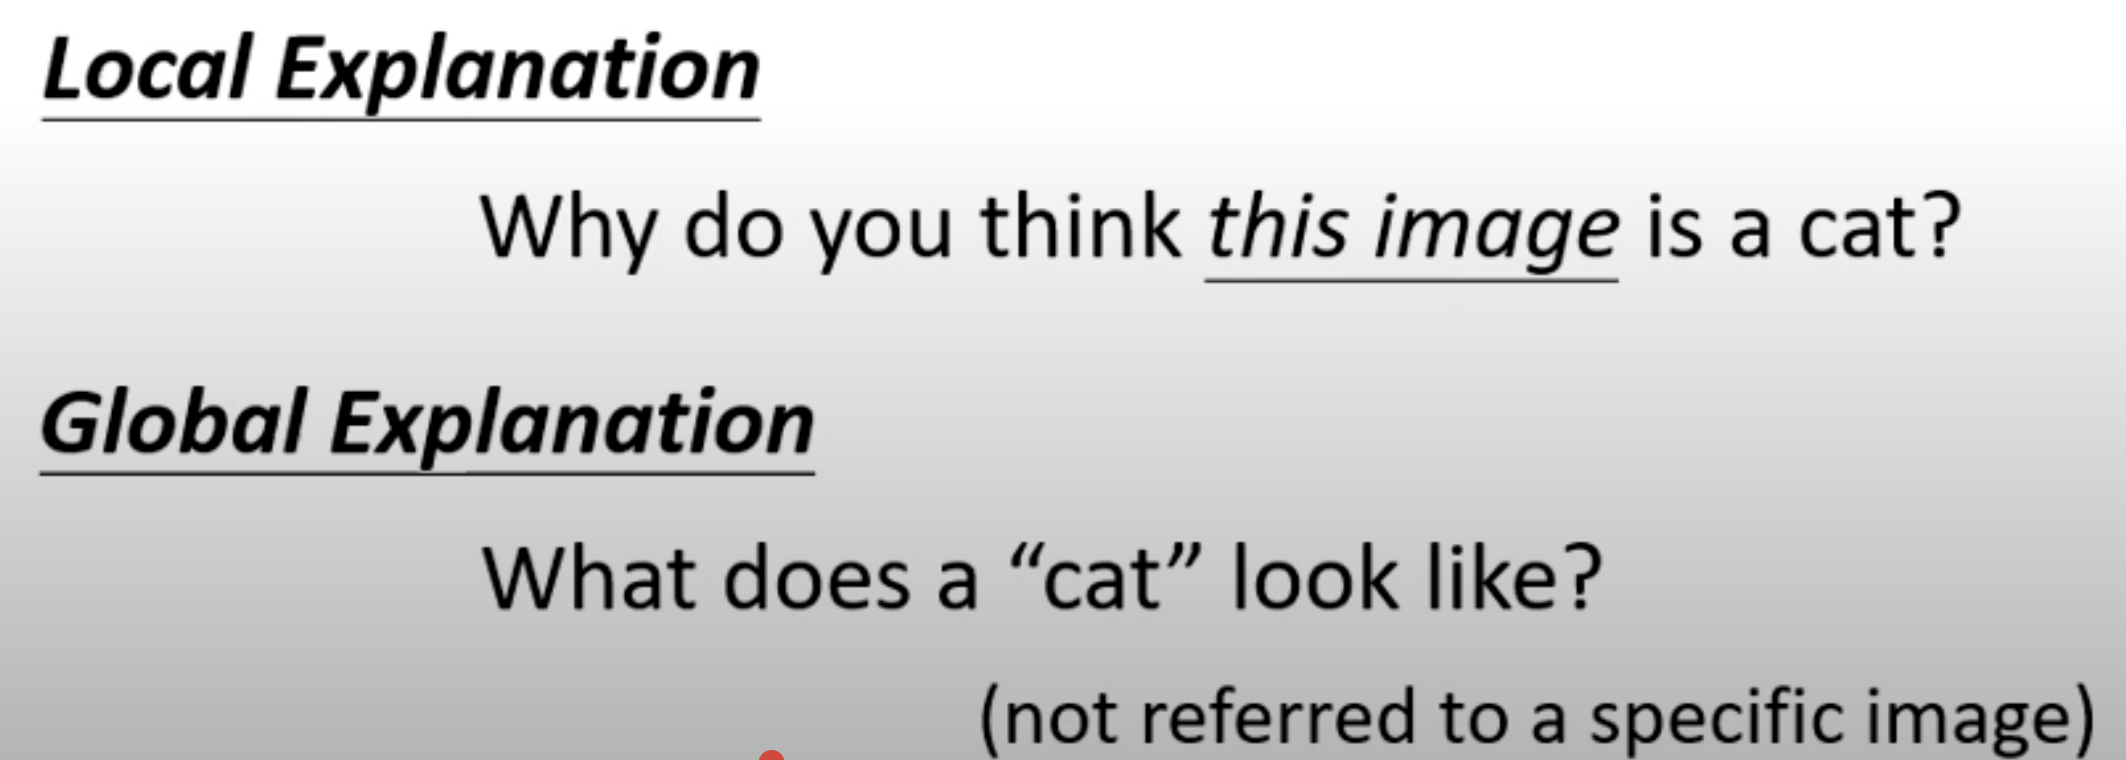 Local Explanation
Why do you think this image is a cat?
Global Explanation
What does a “cat” look like?
(not referred to a specific image)